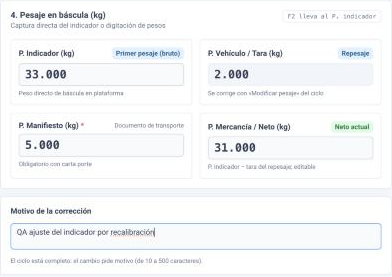 4. Pesaje en báscula (kg)
F2 lleva al P. indicador
Captura directa del indicador o digitación de pesos
P. Indicador (kg) Primer pesaje (bruto)
33.000
Peso directo de báscula en plataforma
P. Vehículo / Tara (kg) Repesaje
2.000
Se corrige con «Modificar pesaje» del ciclo
P. Manifiesto (kg) * Documento de transporte
5.000
Obligatorio con carta porte
P. Mercancía / Neto (kg) Neto actual
31.000
P. indicador – tara del repesaje; editable
Motivo de la corrección
QA ajuste del indicador por recalibración
El ciclo está completo: el cambio pide motivo (de 10 a 500 caracteres).